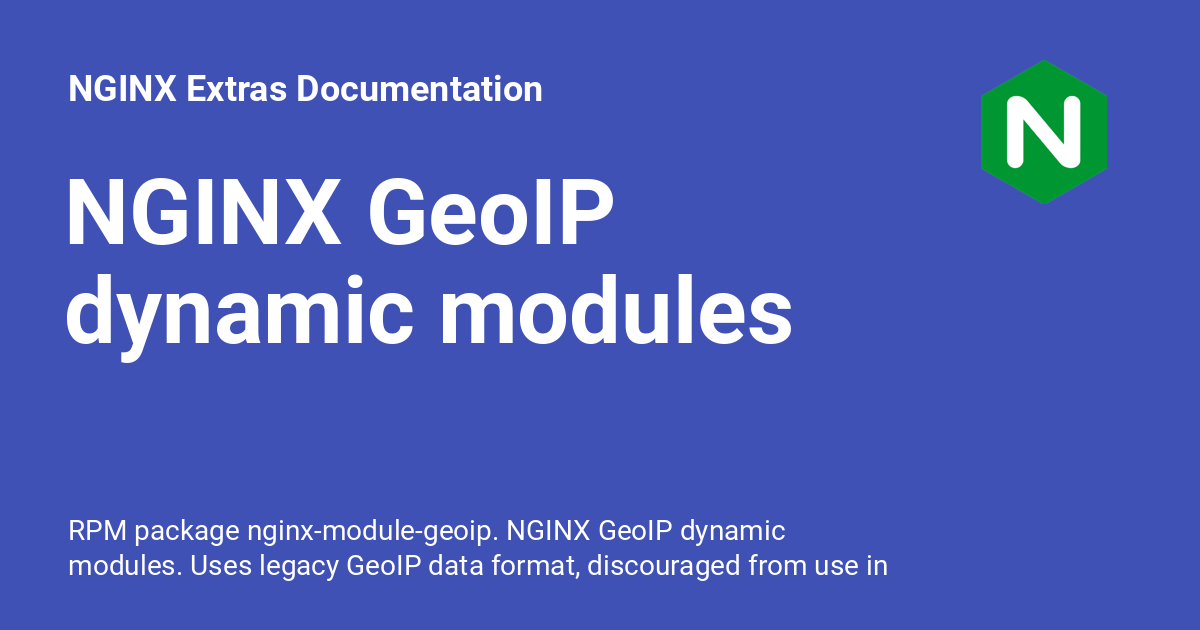 NGINX Extras Documentation
N
NGINX GeoIP
dynamic modules
RPM package nginx-module-geoip. NGINX GeoIP dynamic
modules. Uses legacy GeoIP data format, discouraged from use in